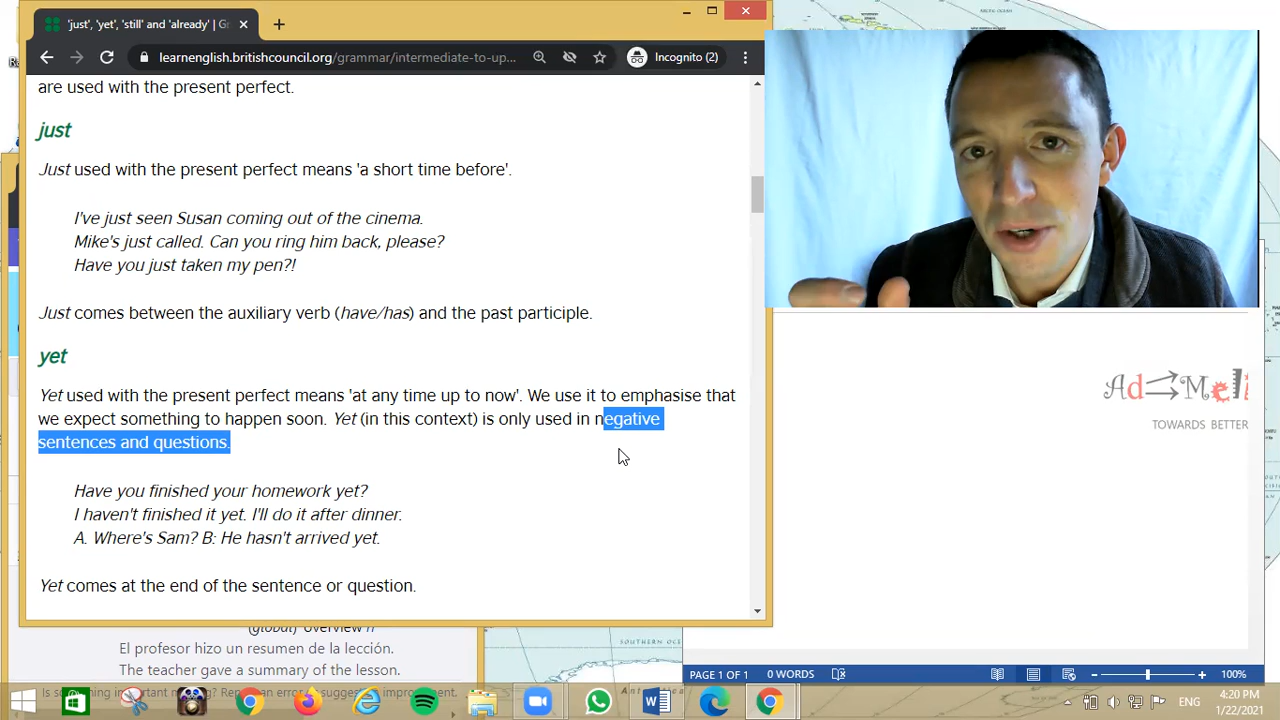 'just', 'yet', 'still' and 'already' | Gr
learnenglish.britishcouncil.org/grammar/intermediate-to-up...
Incognito (2)
are used with the present perfect.
just
Just used with the present perfect means 'a short time before'.
I've just seen Susan coming out of the cinema.
Mike's just called. Can you ring him back, please?
Have you just taken my pen?!
Just comes between the auxiliary verb (have/has) and the past participle.
yet
Yet used with the present perfect means 'at any time up to now'. We use it to emphasise that
we expect something to happen soon. Yet (in this context) is only used in negative
sentences and questions.
Have you finished your homework yet?
I haven't finished it yet. I'll do it after dinner.
A. Where's Sam? B: He hasn't arrived yet.
Yet comes at the end of the sentence or question.
(global) Overview n
El profesor hizo un resumen de la lección.
The teacher gave a summary of the lesson.
TOWARDS BETTER
SOUTHERN
PAGE 1 OF 1
0 WORDS
100%
ENG
4:20 PM
1/22/2021